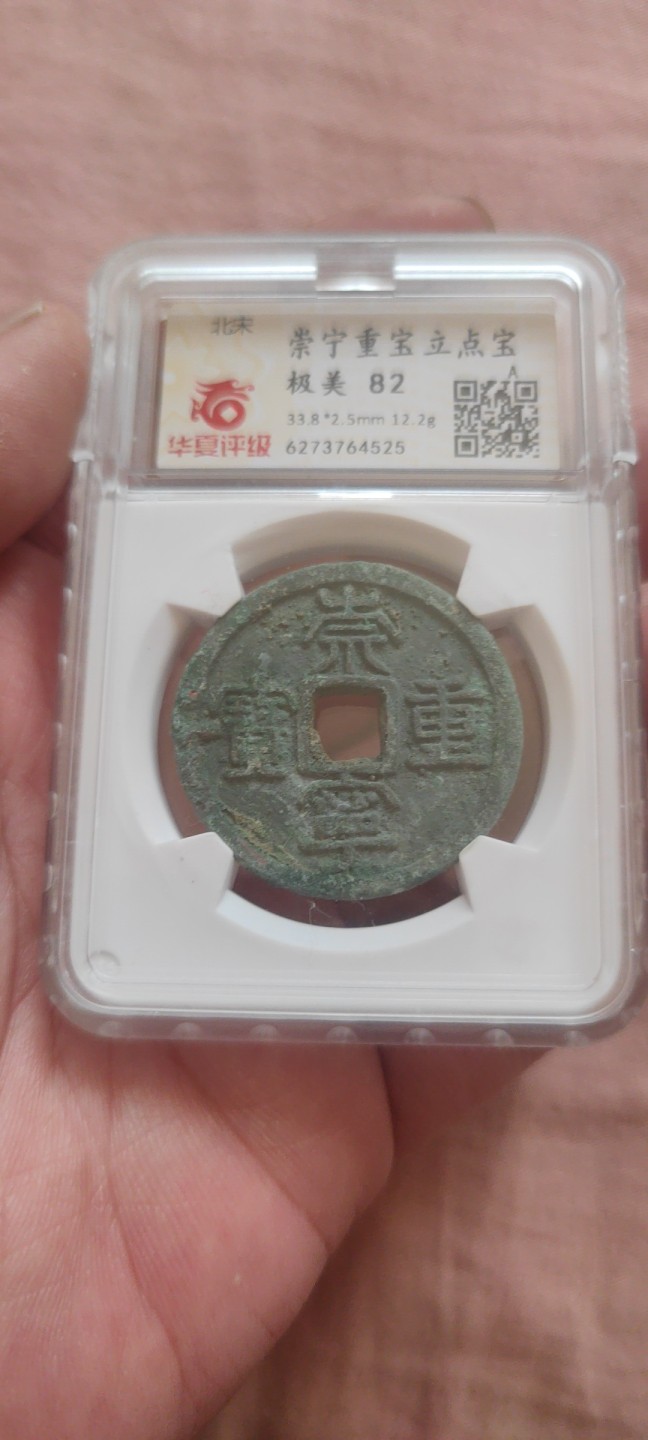 北宋
崇宁重宝立点宝
极美 82
A
33.8*2.5mm 12.2g
华夏评级
6273764525
崇
寶 重
寧